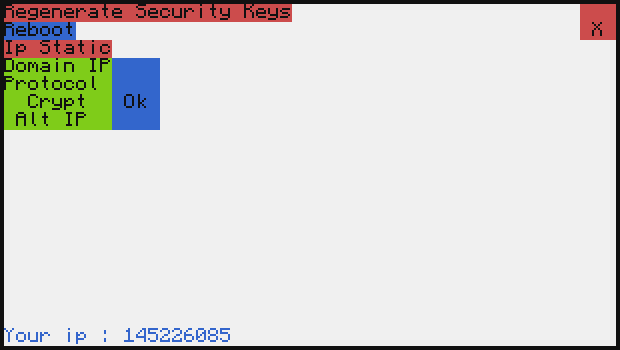 Regenerate Security Keys
X
Reboot
Ip Static
Domain IP
Protocol
Crypt Ok
Alt IP
Your ip : 145226085